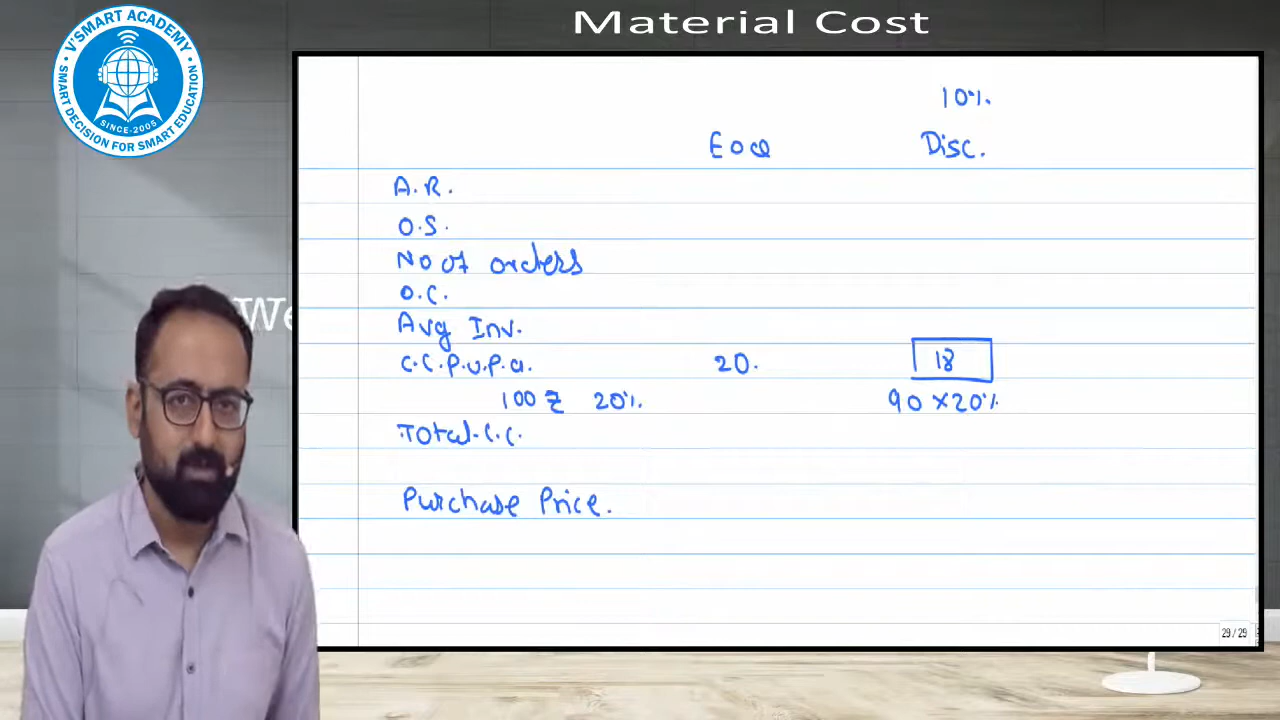 Material Cost
V'SMART ACADEMY
SINCE-2005
SMART DECISION FOR SMART EDUCATION
We
10%.
EOQ Disc.
A.R.
O.S.
No of orders
O.C.
Avg Inv.
C.C.P.U.P.a. 20. 18
100 20%. 90 x 20%
Total C.C.
Purchase Price.
29/29